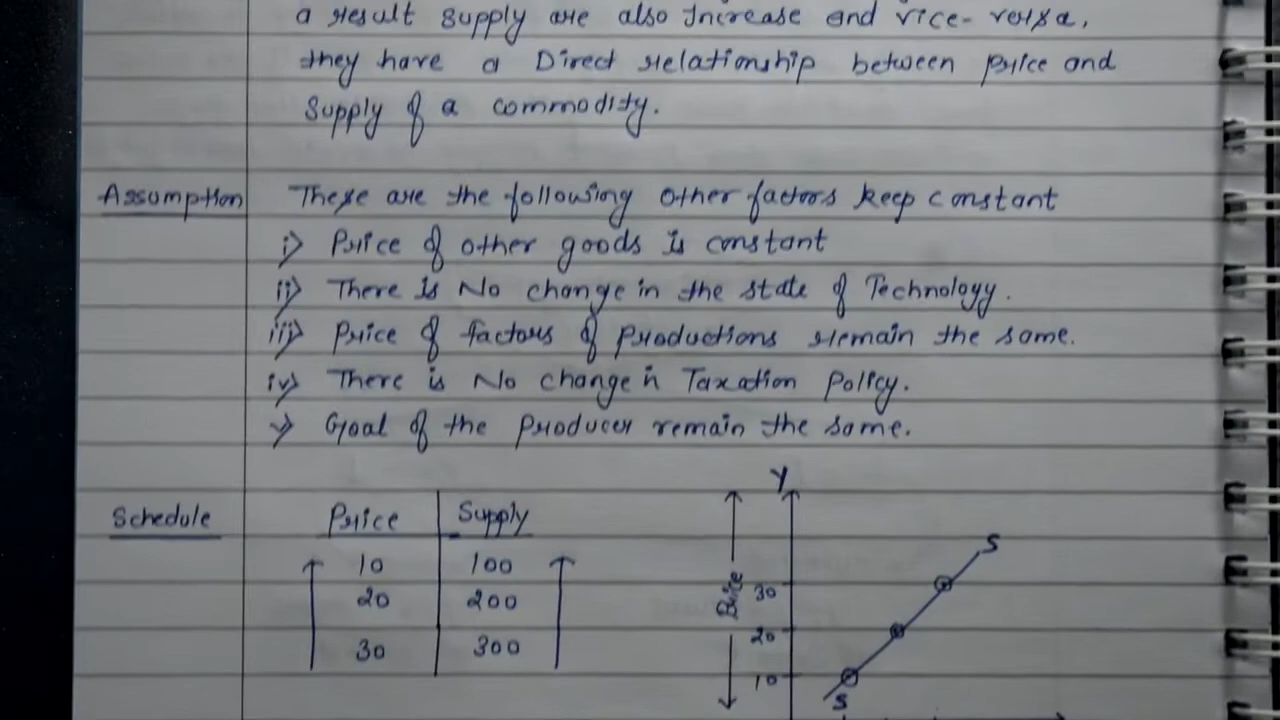 a result supply are also Increase and vice-versa,
they have a Direct relationship between price and
supply of a commodity.
Assumption These are the following other factors keep constant
i) Price of other goods is constant
ii) There is No change in the state of Technology.
iii) Price of factors of Productions remain the same.
iv) There is No change in Taxation Policy.
v) Goal of the Producer remain the same.
Schedule
Price Supply
10 100
20 200
30 300
Y
Price
S
30
20
10
S